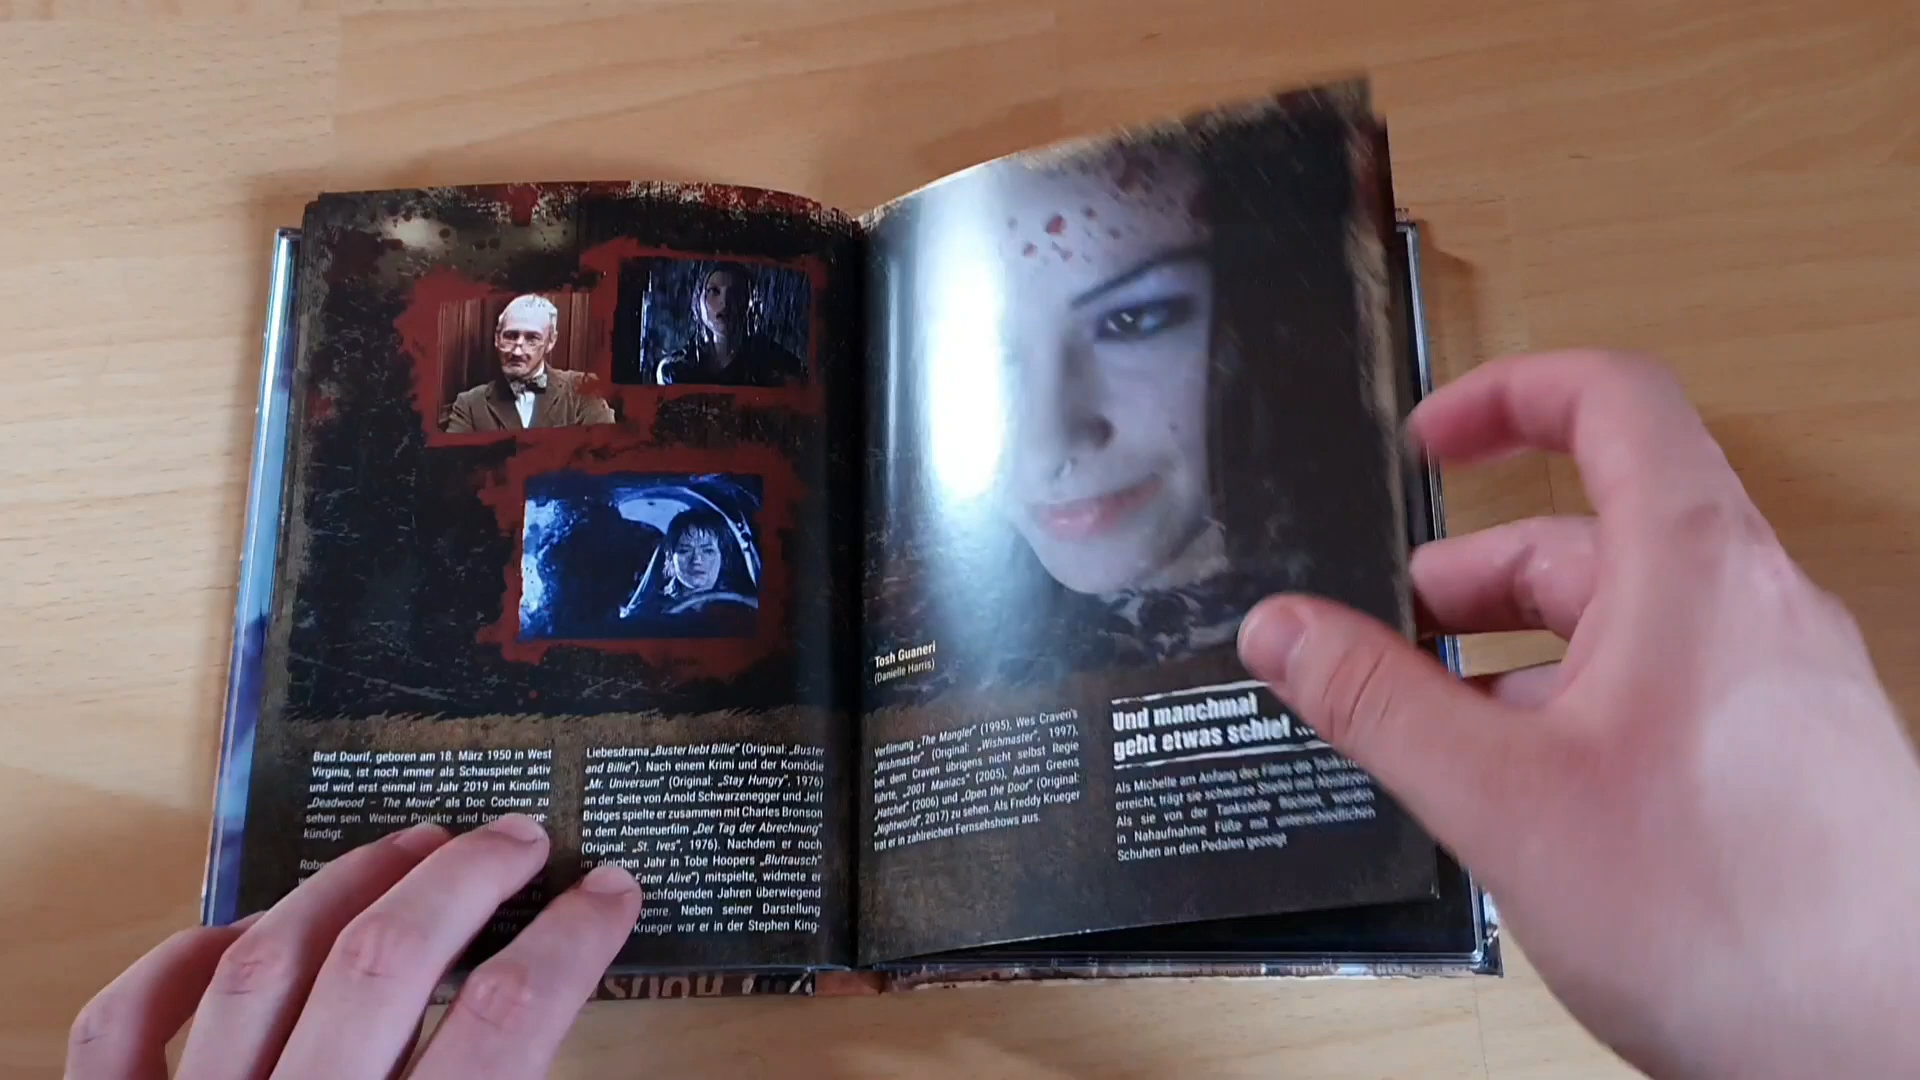 Brad Dourif, geboren am 18. März 1950 in West
Virginia, ist noch immer als Schauspieler aktiv
und wird erst einmal im Jahr 2019 im Kinofilm
„Deadwood – The Movie“ als Doc Cochran zu
sehen sein. Weitere Projekte sind
kündigt.
Liebesdrama „Buster liebt Billie“ (Original: „Buster
and Billie“). Nach einem Krimi und der Komödie
„Mr. Universum“ (Original: „Stay Hungry“, 1976)
an der Seite von Arnold Schwarzenegger und Jeff
Bridges spielte er zusammen mit Charles Bronson
in dem Abenteuerfilm „Der Tag der Abrechnung“
(Original: „St. Ives“, 1976). Nachdem er noch
im gleichen Jahr in Tobe Hoopers „Blutrausch“
Eaten Alive“) mitspielte, widmete er
nachfolgenden Jahren überwiegend
genre. Neben seiner Darstellung
Krueger war er in der Stephen King-
Tosh Guaneri
(Danielle Harris)
Verfilmung „The Mangler“ (1995), Wes Craven's
„Wishmaster“ (Original: „Wishmaster“, 1997),
bei dem Craven übrigens nicht selbst Regie
führte, „2001 Maniacs“ (2005), Adam Greens
„Hatchet“ (2006) und „Open the Door“ (Original:
„Nightworld“, 2017) zu sehen. Als Freddy Krueger
trat er in zahlreichen Fernsehshows aus.
Und manchmal
geht etwas schief ...
Als Michelle am Anfang des Films die
erreicht, trägt sie schwarze Stiefel mit Absätzen.
Als sie von der Tankstelle flüchtet, werden
in Nahaufnahme Füße mit unterschiedlichen
Schuhen an den Pedalen gezeigt